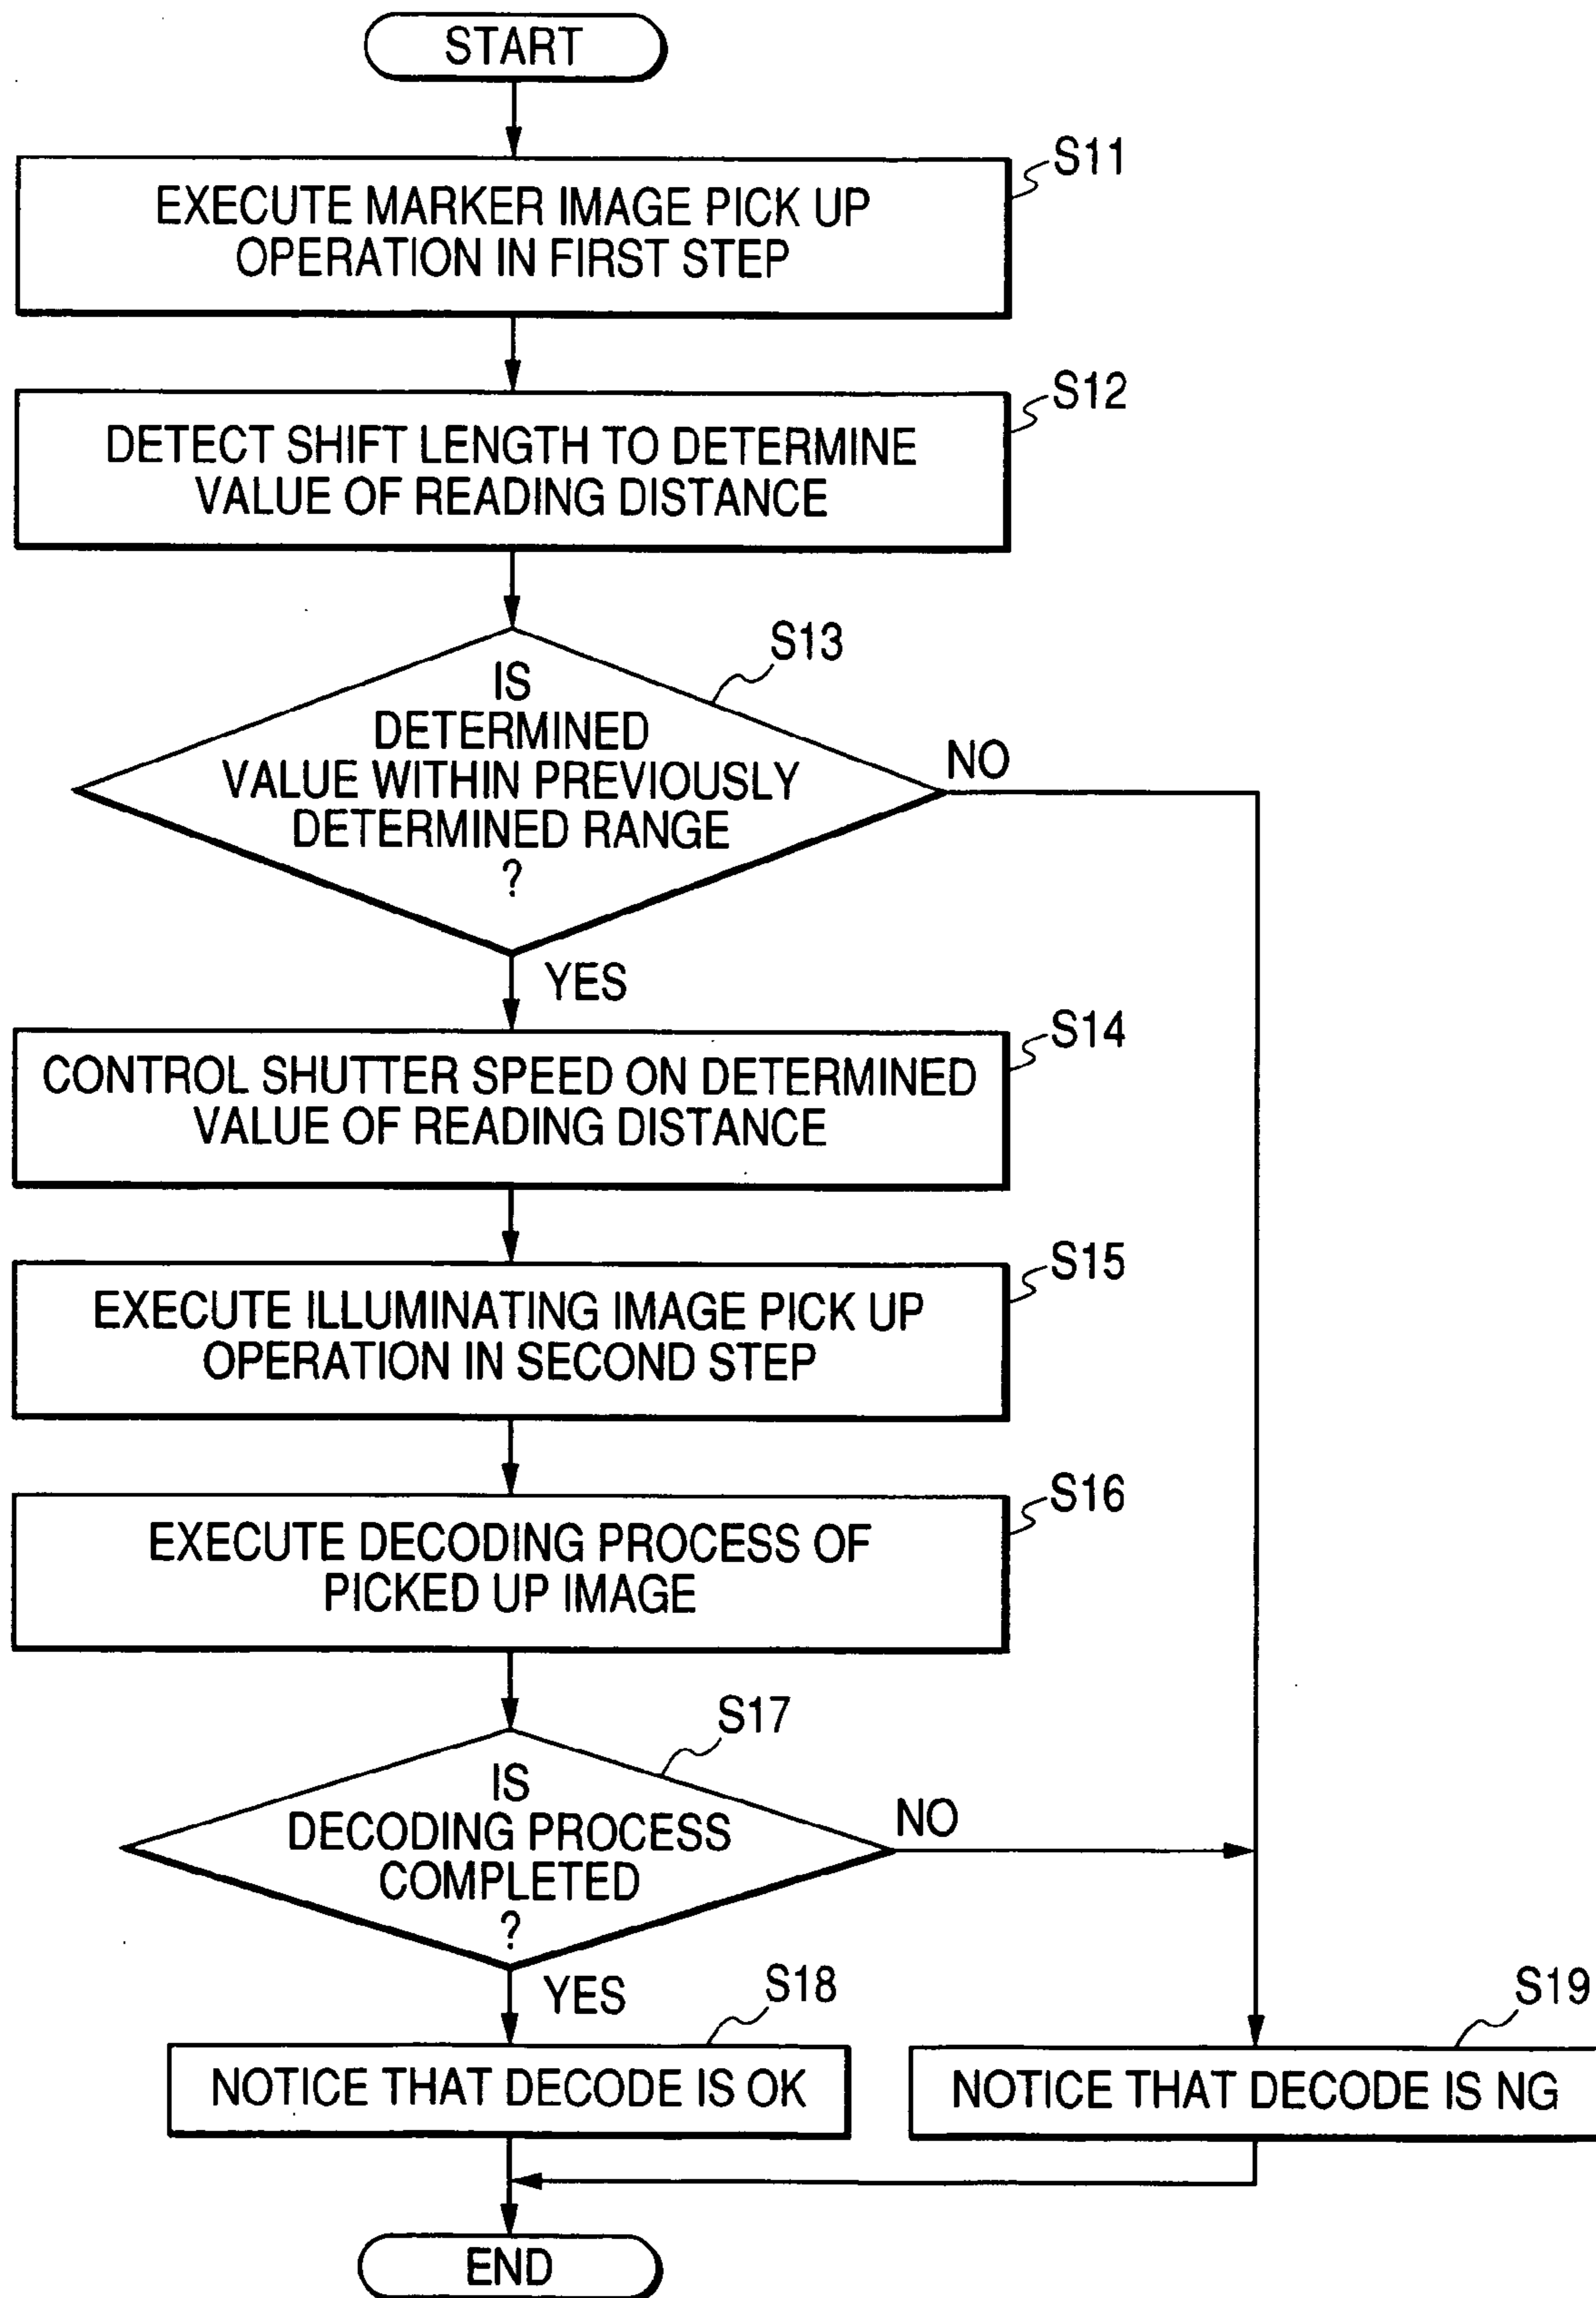 START
S11
EXECUTE MARKER IMAGE PICK UP
OPERATION IN FIRST STEP
S12
DETECT SHIFT LENGTH TO DETERMINE
VALUE OF READING DISTANCE
S13
IS
DETERMINED
VALUE WITHIN PREVIOUSLY
DETERMINED RANGE
?
NO
YES
S14
CONTROL SHUTTER SPEED ON DETERMINED
VALUE OF READING DISTANCE
S15
EXECUTE ILLUMINATING IMAGE PICK UP
OPERATION IN SECOND STEP
S16
EXECUTE DECODING PROCESS OF
PICKED UP IMAGE
S17
IS
DECODING PROCESS
COMPLETED
?
NO
YES
S18
NOTICE THAT DECODE IS OK
S19
NOTICE THAT DECODE IS NG
END